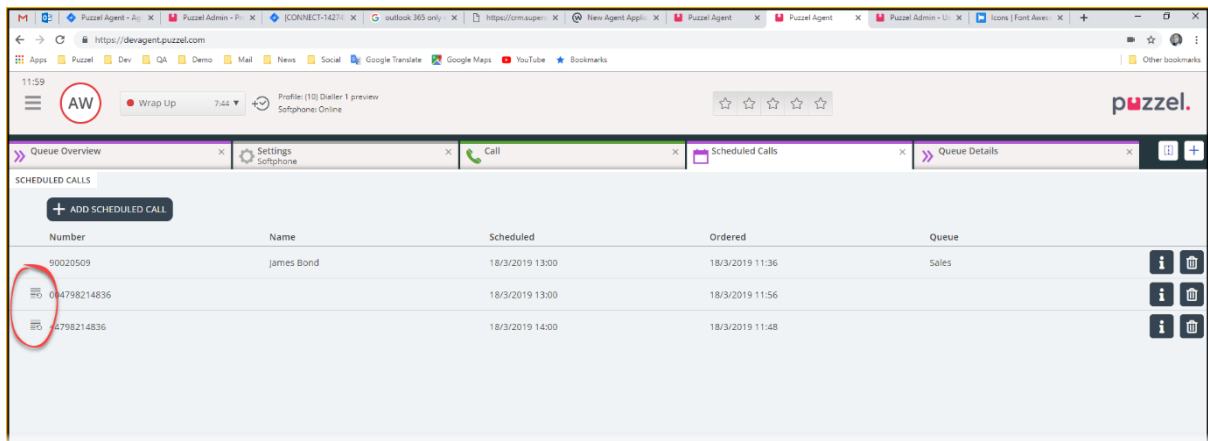 Puzzel Agent - Ag
Puzzel Admin - Pr
[CONNECT-14274
outlook 365 only -
https://crm.super
New Agent Applic
Puzzel Agent
Puzzel Agent
Puzzel Admin - Us
Icons | Font Awes
https://devagent.puzzel.com
Apps Puzzel Dev QA Demo Mail News Social Google Translate Google Maps YouTube Bookmarks Other bookmarks
11:59
AW
Wrap Up 7:44
Profile: (10) Dialler 1 preview
Softphone: Online
puzzel.
Queue Overview
Settings
Softphone
Call
Scheduled Calls
Queue Details
SCHEDULED CALLS
+ ADD SCHEDULED CALL
Number Name Scheduled Ordered Queue
90020509 James Bond 18/3/2019 13:00 18/3/2019 11:36 Sales
004798214836 18/3/2019 13:00 18/3/2019 11:56
4798214836 18/3/2019 14:00 18/3/2019 11:48